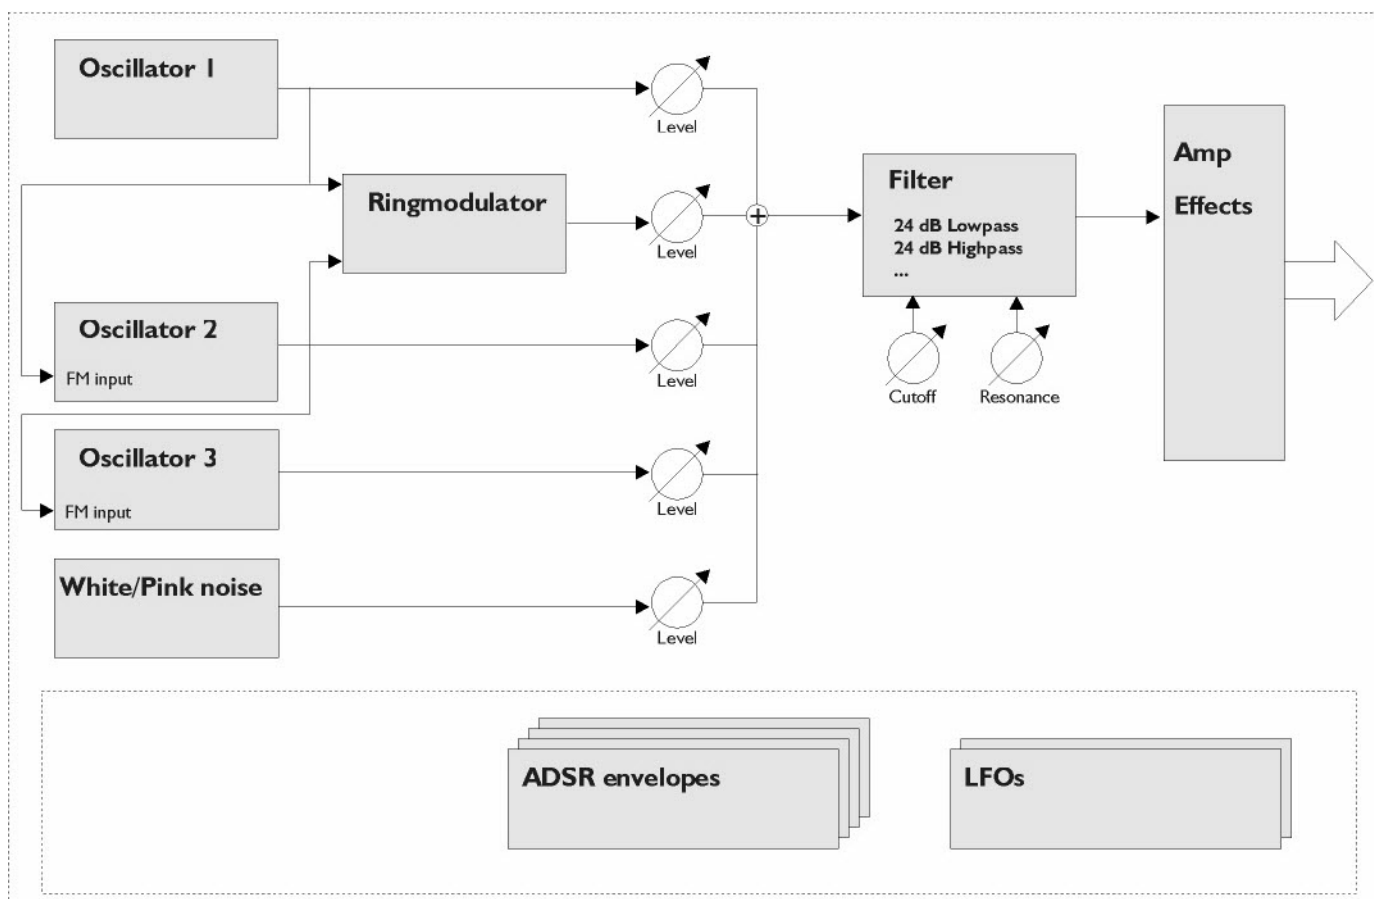 Oscillator 1
Level
Ringmodulator
Level
Oscillator 2
FM input
Level
Oscillator 3
FM input
Level
White/Pink noise
Level
+
Filter
24 dB Lowpass
24 dB Highpass
...
Cutoff
Resonance
Amp
Effects
ADSR envelopes
LFOs